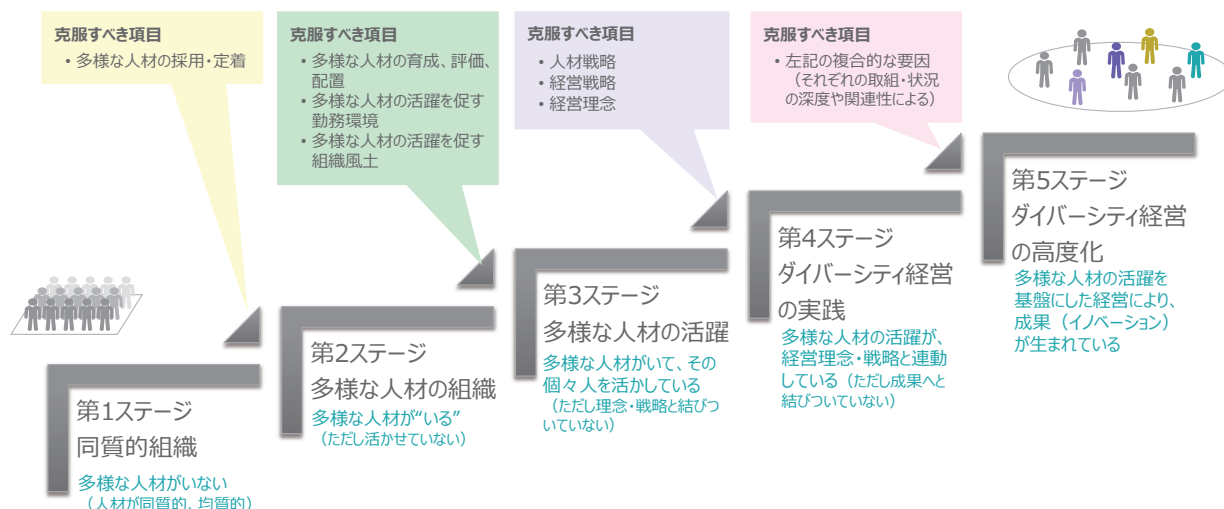 克服すべき項目
・多様な人材の採用・定着
克服すべき項目
・多様な人材の育成、評価、
配置
・多様な人材の活躍を促す
勤務環境
・多様な人材の活躍を促す
組織風土
克服すべき項目
・人材戦略
・経営戦略
・経営理念
克服すべき項目
・左記の複合的な要因
（それぞれの取組・状況
の深度や関連性による）
第1ステージ
同質的組織
多様な人材がいない
（人材が同質的、均質的）
第2ステージ
多様な人材の組織
多様な人材が“いる”
（ただし活かせていない）
第3ステージ
多様な人材の活躍
多様な人材がいて、その
個々人を活かしている
（ただし理念・戦略と結びつ
いていない）
第4ステージ
ダイバーシティ経営
の実践
多様な人材の活躍が、
経営理念・戦略と連動
している（ただし成果へと
結びついていない）
第5ステージ
ダイバーシティ経営
の高度化
多様な人材の活躍を
基盤にした経営により、
成果（イノベーション）
が生まれている